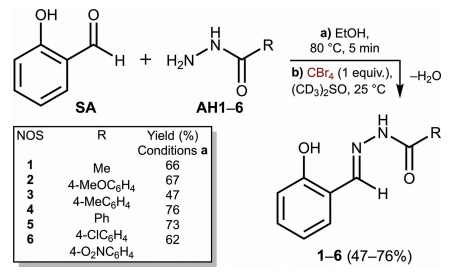 OH
O
H
SA
+
H₂N
H
N
R
O
AH1–6
a) EtOH,
80 °C, 5 min
b) CBr₄ (1 equiv.),
(CD₃)₂SO, 25 °C
–H₂O
NOS R Yield (%)
Conditions a
1 Me 66
2 4-MeOC₆H₄ 67
3 4-MeC₆H₄ 47
4 Ph 76
5 4-ClC₆H₄ 73
6 4-O₂NC₆H₄ 62
OH
N
H
N
R
O
H
1–6 (47–76%)